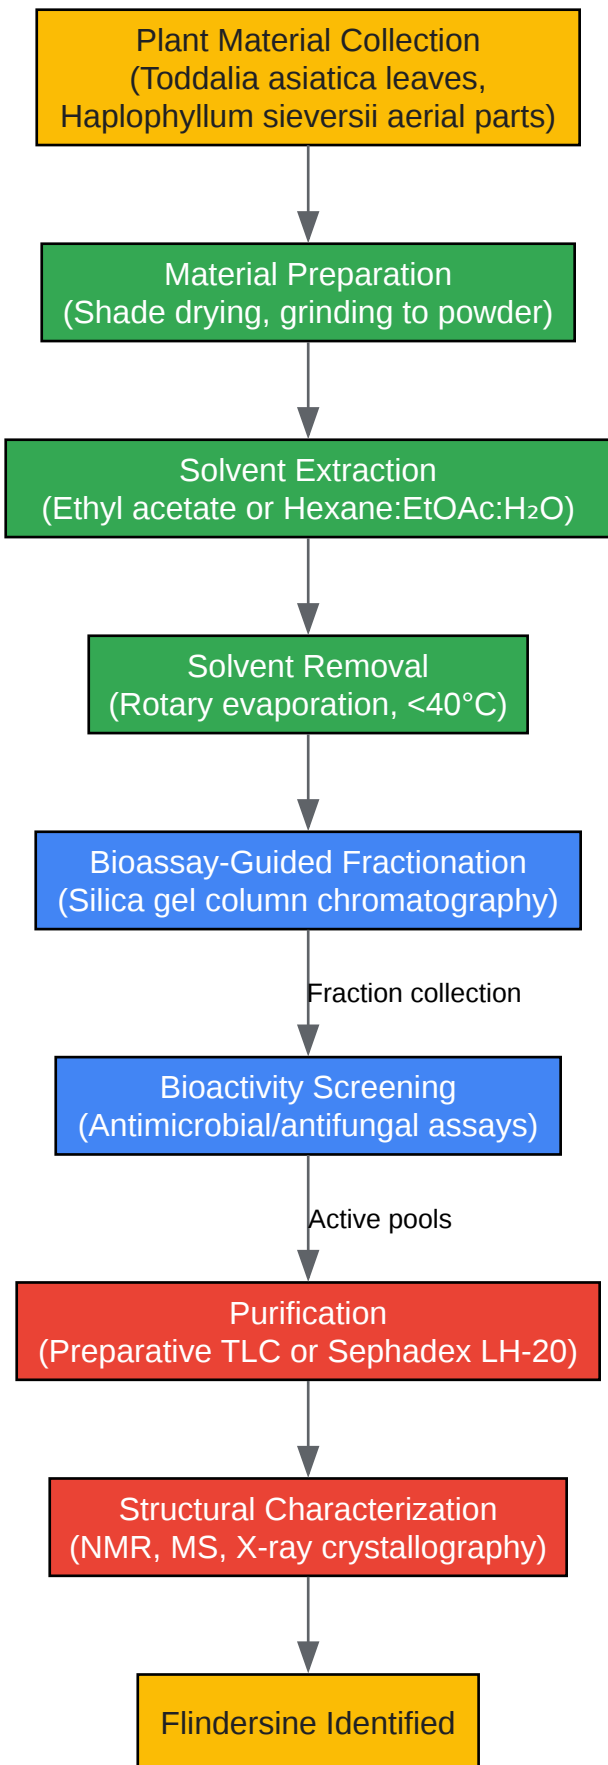 Plant Material Collection
(Toddalia asiatica leaves,
Haplophyllum sieversii aerial parts)
Material Preparation
(Shade drying, grinding to powder)
Solvent Extraction
(Ethyl acetate or Hexane:EtOAc:H₂O)
Solvent Removal
(Rotary evaporation, <40°C)
Bioassay-Guided Fractionation
(Silica gel column chromatography)
Fraction collection
Bioactivity Screening
(Antimicrobial/antifungal assays)
Active pools
Purification
(Preparative TLC or Sephadex LH-20)
Structural Characterization
(NMR, MS, X-ray crystallography)
Flindersine Identified